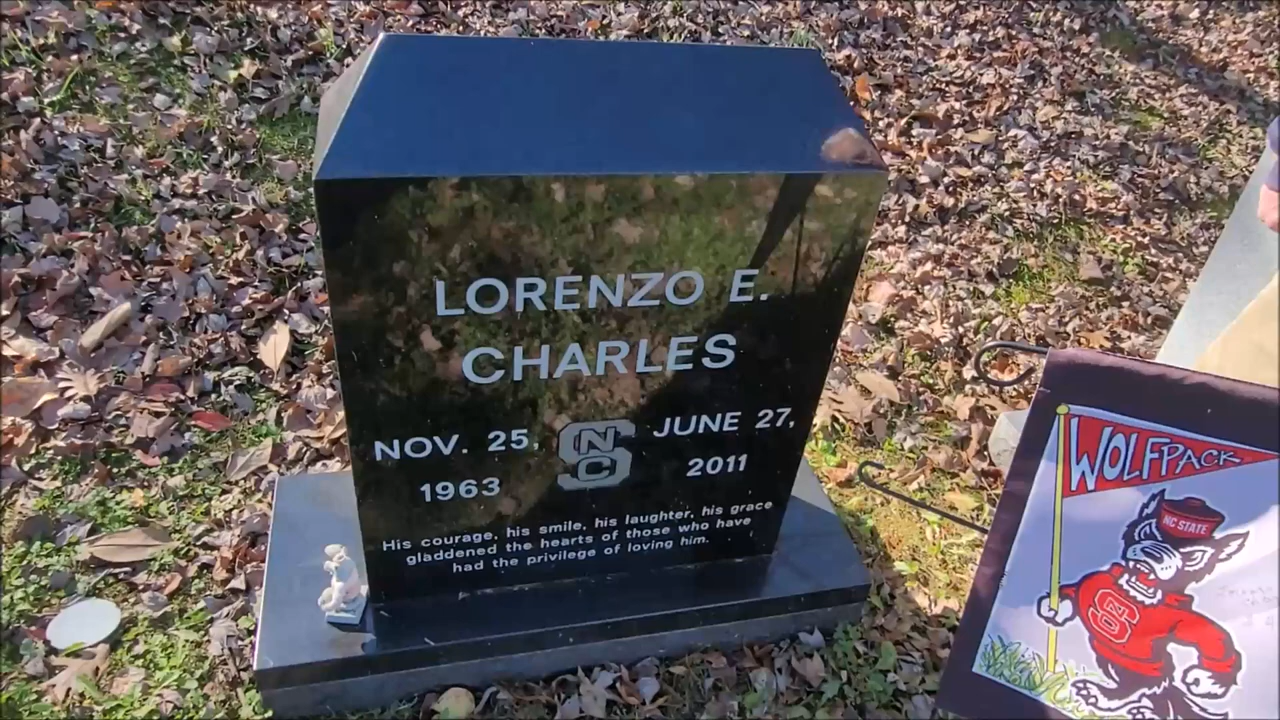 LORENZO E.
CHARLES
NOV. 25,
1963
NC
S
JUNE 27,
2011
His courage, his smile, his laughter, his grace
gladdened the hearts of those who have
had the privilege of loving him.
WOLFPACK
NC STATE
S